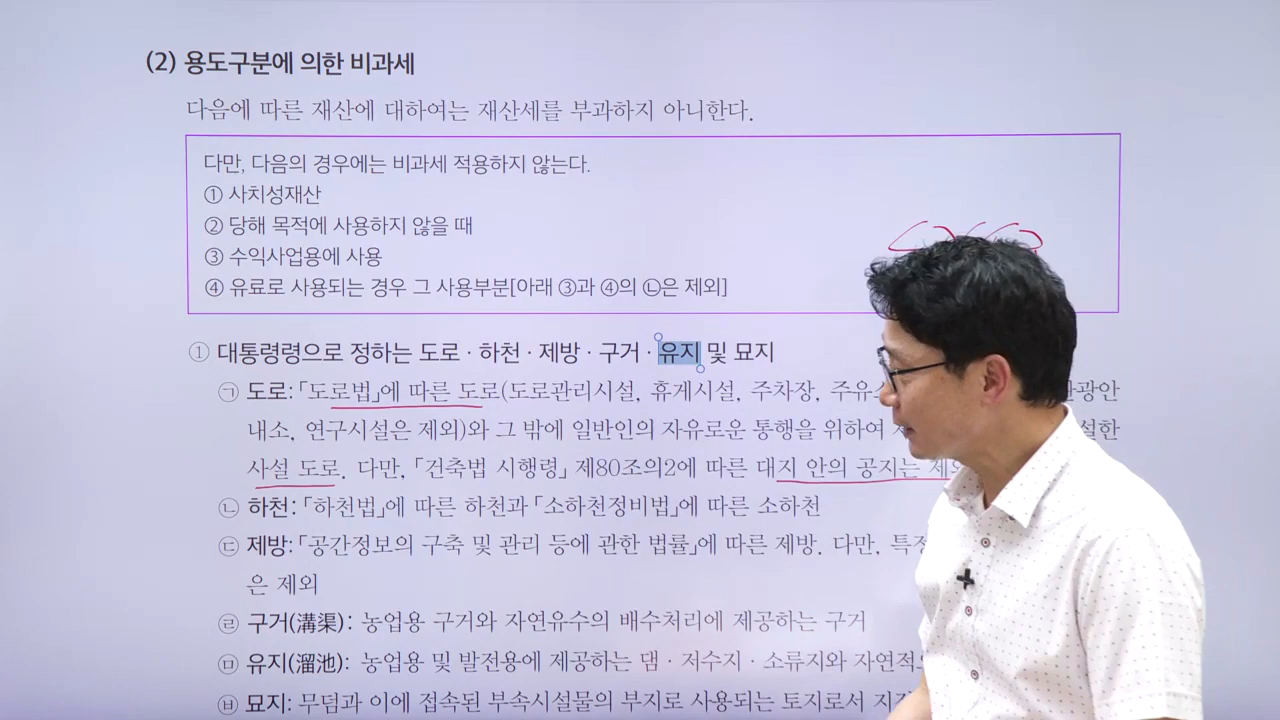 (2) 용도구분에 의한 비과세
다음에 따른 재산에 대하여는 재산세를 부과하지 아니한다.
다만, 다음의 경우에는 비과세 적용하지 않는다.
① 사치성재산
② 당해 목적에 사용하지 않을 때
③ 수익사업용에 사용
④ 유료로 사용되는 경우 그 사용부분[아래 ③과 ④의 ㉡은 제외]
① 대통령령으로 정하는 도로 · 하천 · 제방 · 구거 · 유지 및 묘지
㉠ 도로: 「도로법」에 따른 도로(도로관리시설, 휴게시설, 주차장, 관광안
내소, 연구시설은 제외)와 그 밖에 일반인의 자유로운 통행을 위하여
사설 도로. 다만, 「건축법 시행령」 제80조의2에 따른 대지 안의 공지는
㉡ 하천: 「하천법」에 따른 하천과 「소하천정비법」에 따른 소하천
㉢ 제방: 「공간정보의 구축 및 관리 등에 관한 법률」에 따른 제방. 다만,
은 제외
㉣ 구거(溝渠): 농업용 구거와 자연유수의 배수처리에 제공하는 구거
㉤ 유지(溜池): 농업용 및 발전용에 제공하는 댐 · 저수지 · 소류지와
㉥ 묘지: 무덤과 이에 접속된 부속시설물의 부지로 사용되는 토지로서